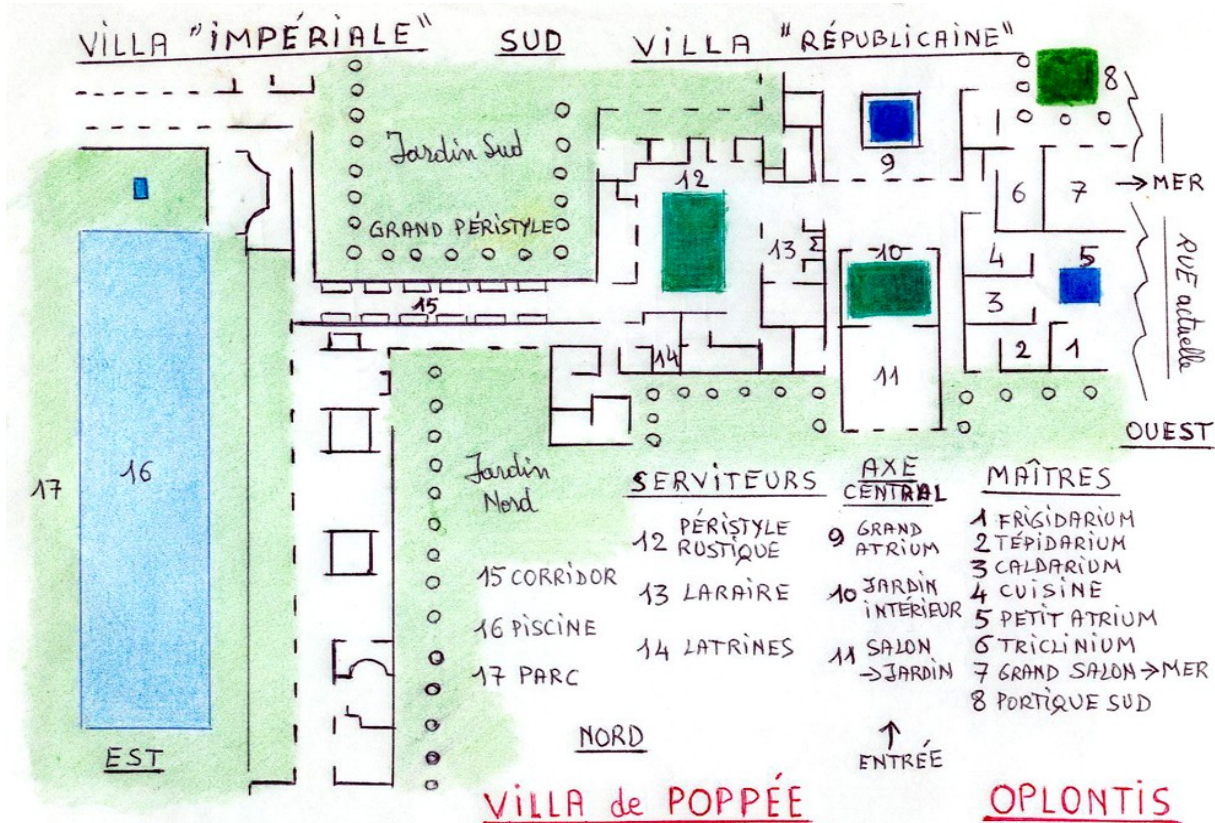 VILLA "IMPÉRIALE"
SUD
VILLA "RÉPUBLICAINE"
8
Jardin Sud
9
12
6
7
→ MER
GRAND PÉRISTYLE
13
10
4
5
RUE actuelle
15
3
14
11
2
1
OUEST
17
16
Jardin
Nord
SERVITEURS
12 PÉRISTYLE
RUSTIQUE
13 LARAIRE
14 LATRINES
AXE
CENTRAL
9 GRAND
ATRIUM
10 JARDIN
INTÉRIEUR
11 SALON
→ JARDIN
MAÎTRES
1 FRIGIDARIUM
2 TÉPIDARIUM
3 CALDARIUM
4 CUISINE
5 PETIT ATRIUM
6 TRICLINIUM
7 GRAND SALON → MER
8 PORTIQUE SUD
15 CORRIDOR
16 PISCINE
17 PARC
EST
NORD
↑
ENTRÉE
VILLA de POPPÉE
OPLONTIS